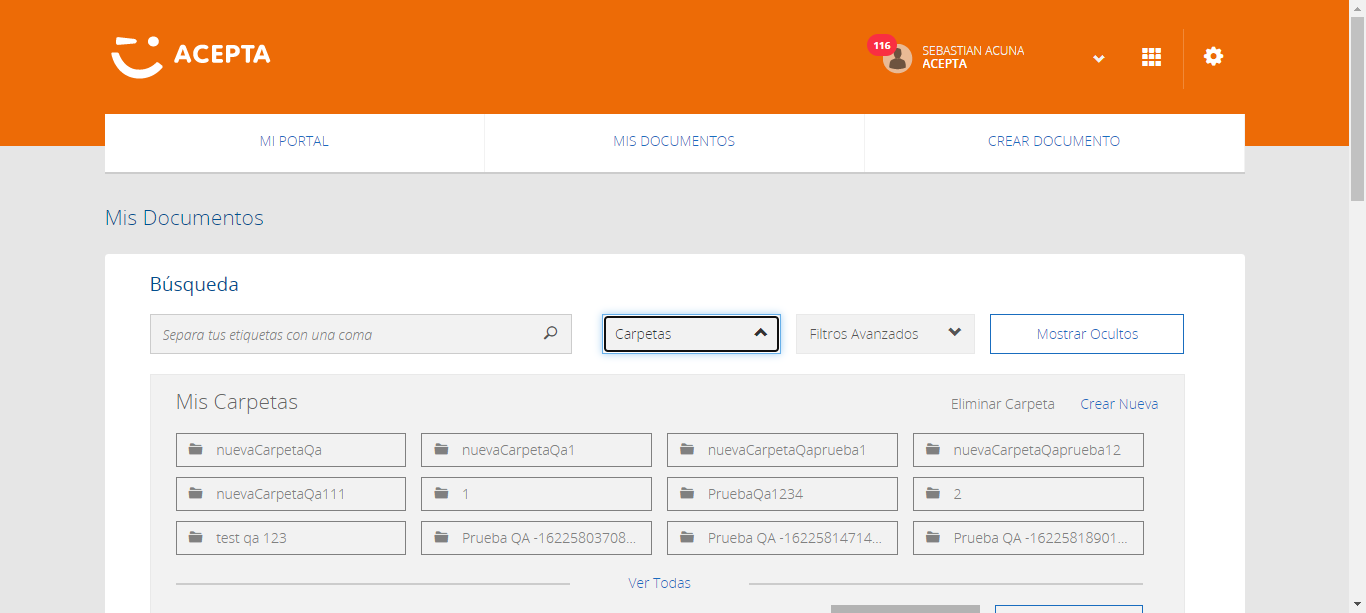 ACEPTA
116
SEBASTIAN ACUNA
ACEPTA
MI PORTAL
MIS DOCUMENTOS
CREAR DOCUMENTO
Mis Documentos
Búsqueda
Separa tus etiquetas con una coma
Carpetas
Filtros Avanzados
Mostrar Ocultos
Mis Carpetas
Eliminar Carpeta
Crear Nueva
nuevaCarpetaQa
nuevaCarpetaQa1
nuevaCarpetaQaprueba1
nuevaCarpetaQaprueba12
nuevaCarpetaQa111
1
PruebaQa1234
2
test qa 123
Prueba QA -16225803708...
Prueba QA -16225814714...
Prueba QA -16225818901...
Ver Todas